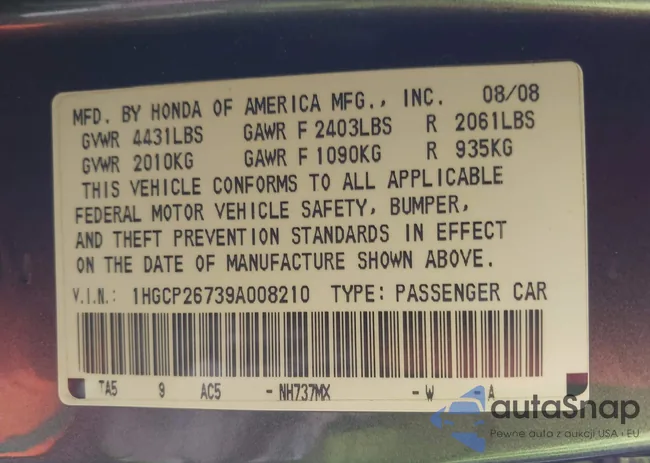 MFD. BY HONDA OF AMERICA MFG., INC. 08/08
GVWR 4431LBS GAWR F 2403LBS R 2061LBS
GVWR 2010KG GAWR F 1090KG R 935KG
THIS VEHICLE CONFORMS TO ALL APPLICABLE
FEDERAL MOTOR VEHICLE SAFETY, BUMPER,
AND THEFT PREVENTION STANDARDS IN EFFECT
ON THE DATE OF MANUFACTURE SHOWN ABOVE.
V.I.N.: 1HGCP26739A008210 TYPE: PASSENGER CAR
TA5 9 AC5 - NH737MX - W - A
autaSnap
Pewne auta z aukcji USA i EU